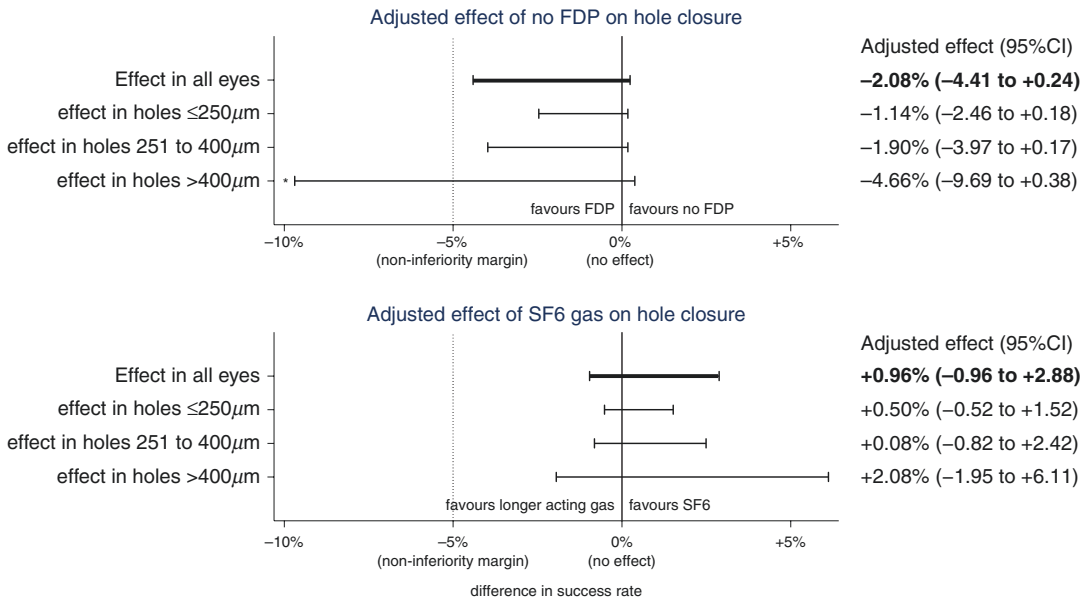 Adjusted effect of no FDP on hole closure
Adjusted effect (95%CI)
Effect in all eyes –2.08% (–4.41 to +0.24)
effect in holes ≤250μm –1.14% (–2.46 to +0.18)
effect in holes 251 to 400μm –1.90% (–3.97 to +0.17)
effect in holes >400μm * –4.66% (–9.69 to +0.38)
favours FDP favours no FDP
–10% –5% 0% +5%
(non-inferiority margin) (no effect)
Adjusted effect of SF6 gas on hole closure
Adjusted effect (95%CI)
Effect in all eyes +0.96% (–0.96 to +2.88)
effect in holes ≤250μm +0.50% (–0.52 to +1.52)
effect in holes 251 to 400μm +0.08% (–0.82 to +2.42)
effect in holes >400μm +2.08% (–1.95 to +6.11)
favours longer acting gas favours SF6
–10% –5% 0% +5%
(non-inferiority margin) (no effect)
difference in success rate